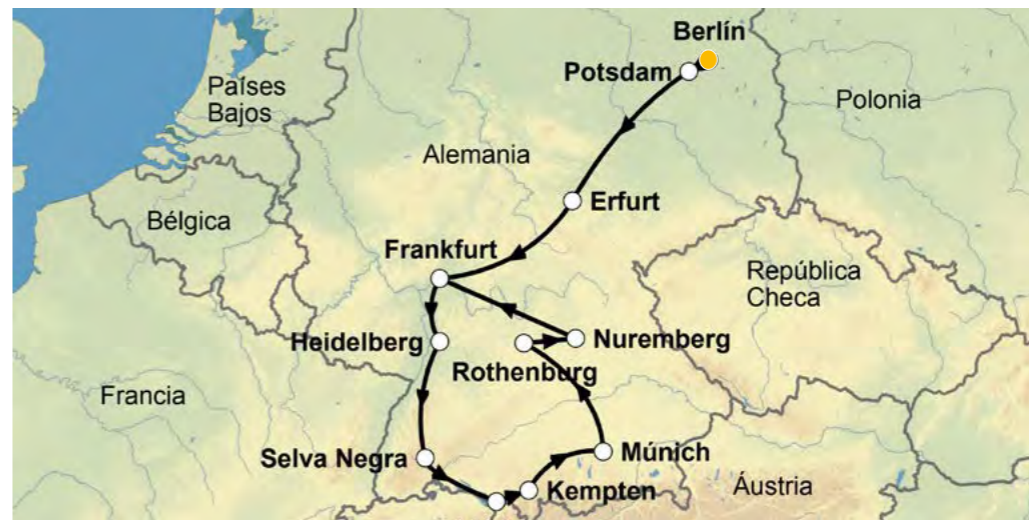 Berlín
Potsdam
Países
Bajos
Polonia
Alemania
Erfurt
Bélgica
Frankfurt
República
Checa
Heidelberg
Nuremberg
Rothenburg
Francia
Selva Negra
Múnich
Kempten
Áustria